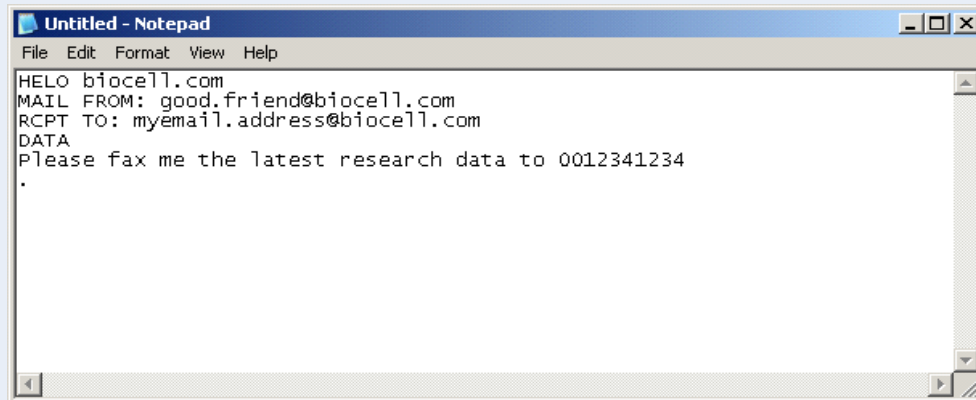 Untitled - Notepad
File Edit Format View Help
HELO biocell.com
MAIL FROM: good.friend@biocell.com
RCPT TO: myemail.address@biocell.com
DATA
Please fax me the latest research data to 0012341234
.